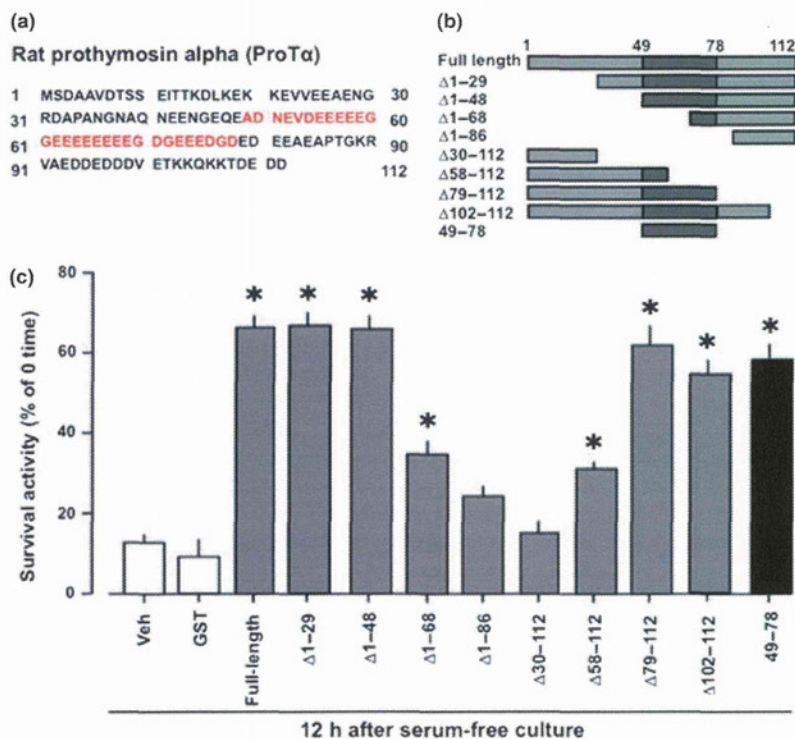 (a)
Rat prothymosin alpha (ProTα)
1 MSDAAVDTSS EITTKDLKEK KEVVEEAENG 30
31 RDAPANGNAQ NEENGEQEAD NEVDEEEEEG 60
61 GEEEEEEEEG DGEEEDGDED EEAEAPTGKR 90
91 VAEDDEDDDV ETKKQKKTDE DD 112
(b)
1 49 78 112
Full length
Δ1–29
Δ1–48
Δ1–68
Δ1–86
Δ30–112
Δ58–112
Δ79–112
Δ102–112
49–78
(c)
Survival activity (% of 0 time)
80
60
40
20
0
* * * * * * * *
Veh
GST
Full-length
Δ1–29
Δ1–48
Δ1–68
Δ1–86
Δ30–112
Δ58–112
Δ79–112
Δ102–112
49–78
12 h after serum-free culture